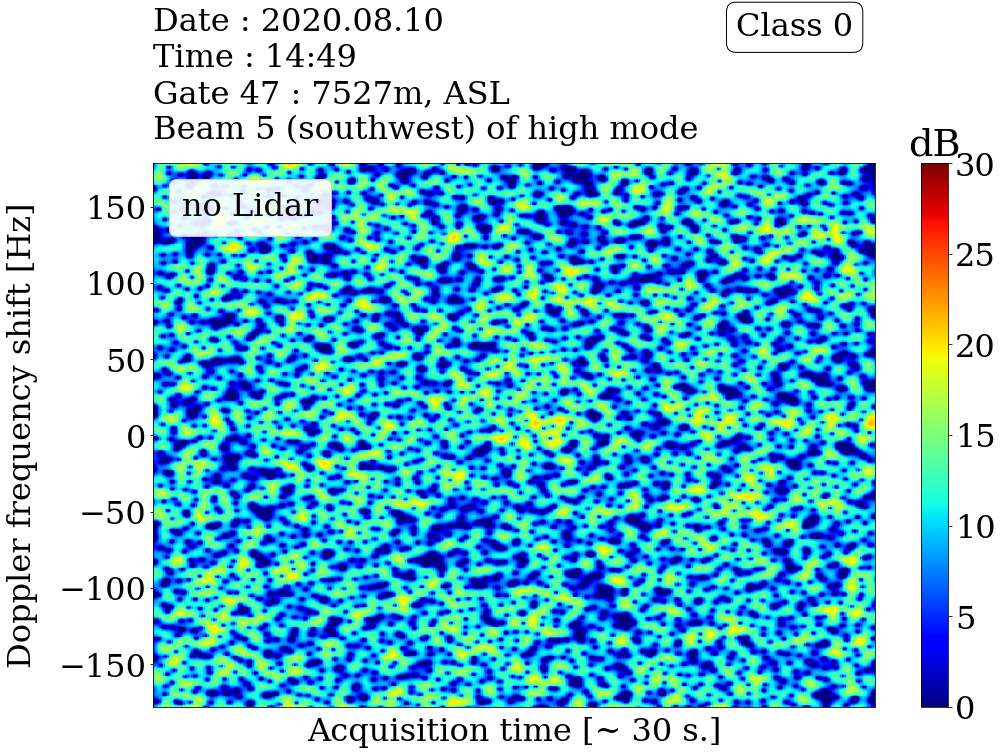 Date : 2020.08.10
Time : 14:49
Gate 47 : 7527m, ASL
Beam 5 (southwest) of high mode
Class 0
no Lidar
Doppler frequency shift [Hz]
150
100
50
0
−50
−100
−150
Acquisition time [~ 30 s.]
dB
30
25
20
15
10
5
0